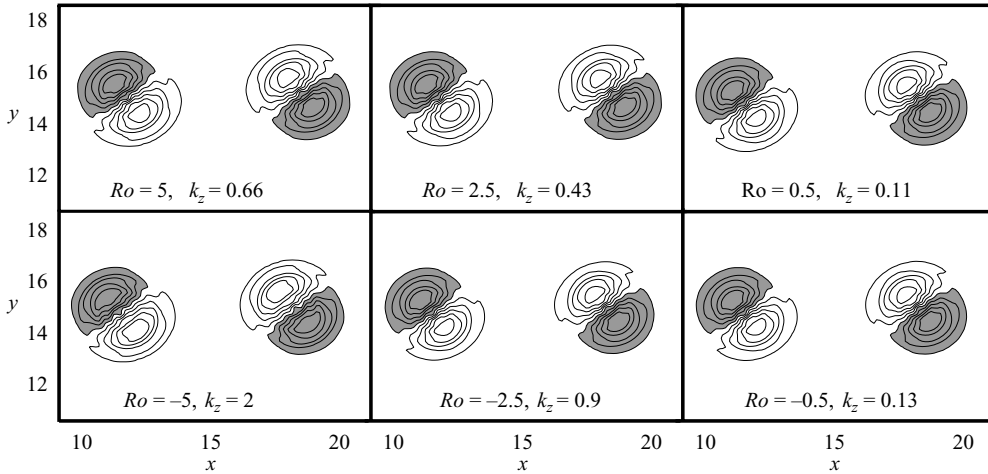 18
16
y
14
12
Ro = 5, k_z = 0.66
Ro = 2.5, k_z = 0.43
Ro = 0.5, k_z = 0.11
18
16
y
14
12
Ro = –5, k_z = 2
Ro = –2.5, k_z = 0.9
Ro = –0.5, k_z = 0.13
10 15 20 10 15 20 10 15 20
x x x